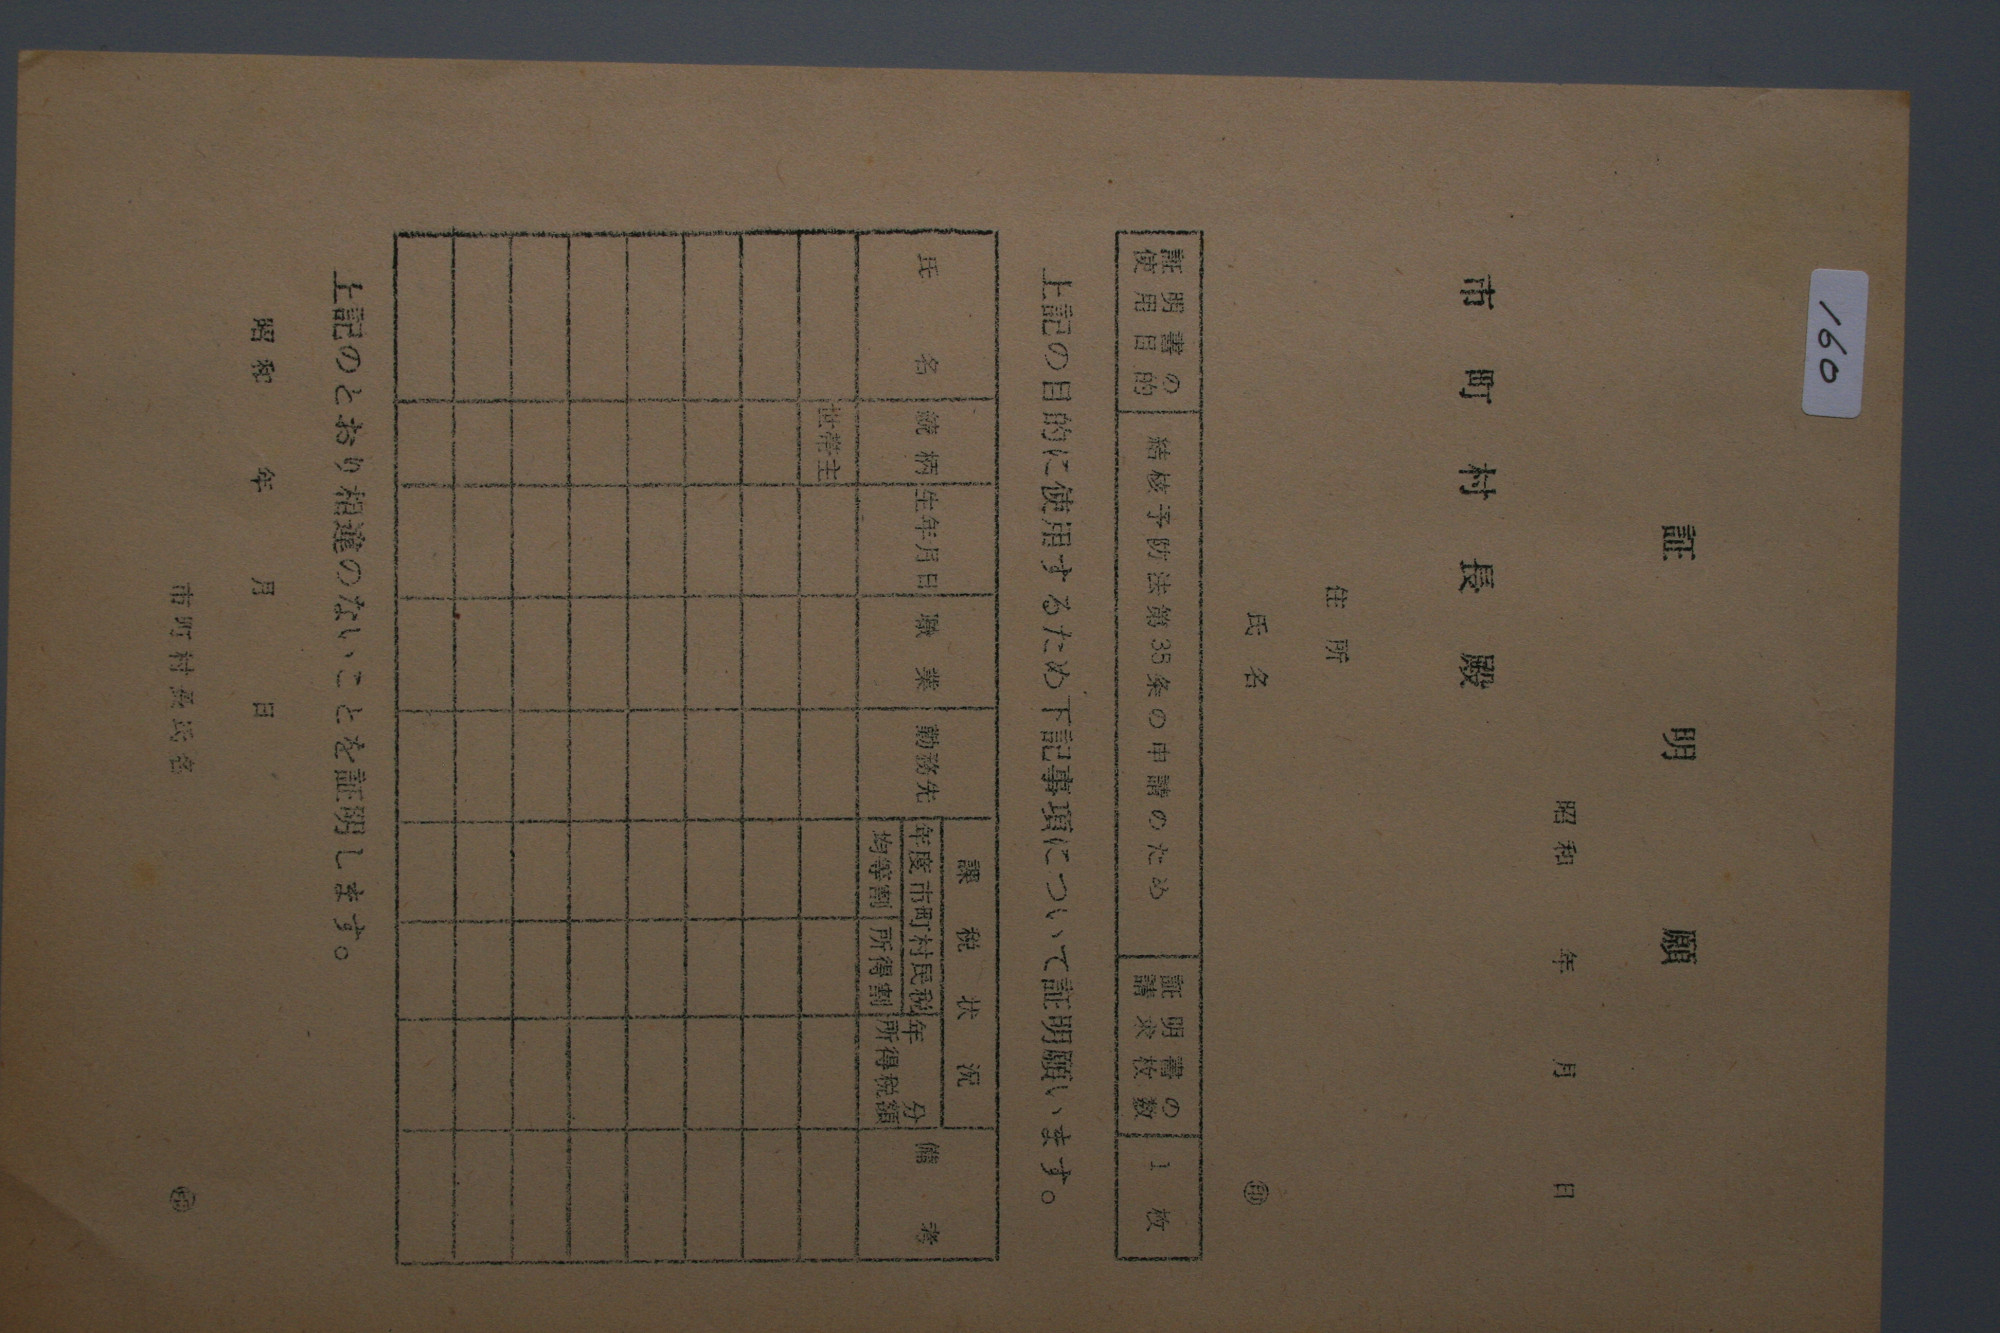 160
証明願
昭和 年 月 日
市町村長殿
住所
氏名 ㊞
証明書の使用目的 結核予防法第35条の申請のため 証明書の請求枚数 1枚
上記の目的に使用するため下記事項について証明願います。
氏名 続柄 生年月日 職業 勤務先 課税状況 備考
年度市町村民税 年分
均等割 所得割 所得税額
世帯主
上記のとおり相違のないことを証明します。
昭和 年 月 日
市町村長氏名 ㊞